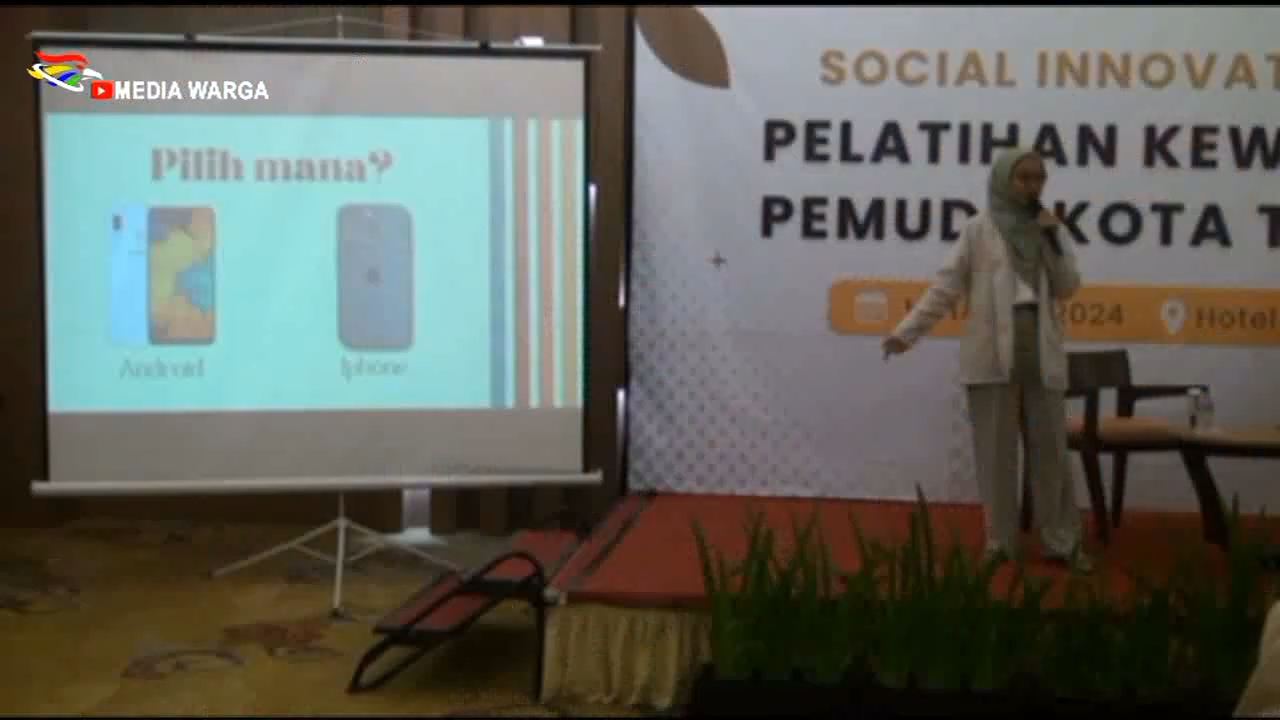 MEDIA WARGA
Pilih mana?
Android
Iphone
SOCIAL INNOVAT
PELATIHAN KEW
PEMUD KOTA T
2024
Hotel